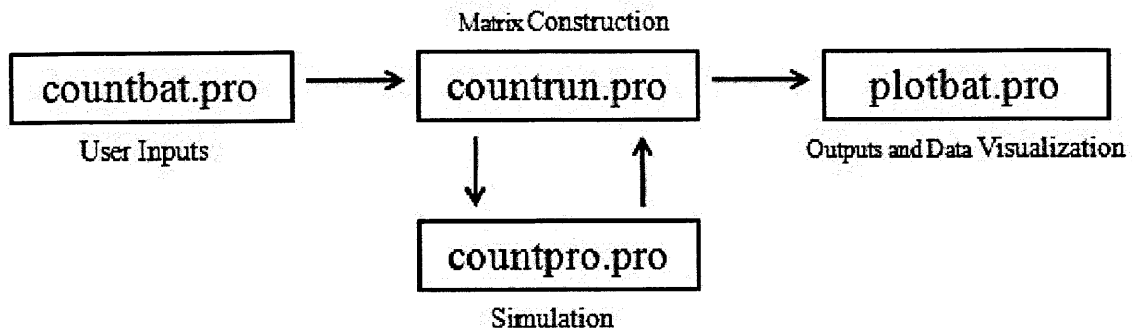 Matrix Construction
countbat.pro
countrun.pro
plotbat.pro
User Inputs
Outputs and Data Visualization
countpro.pro
Simulation